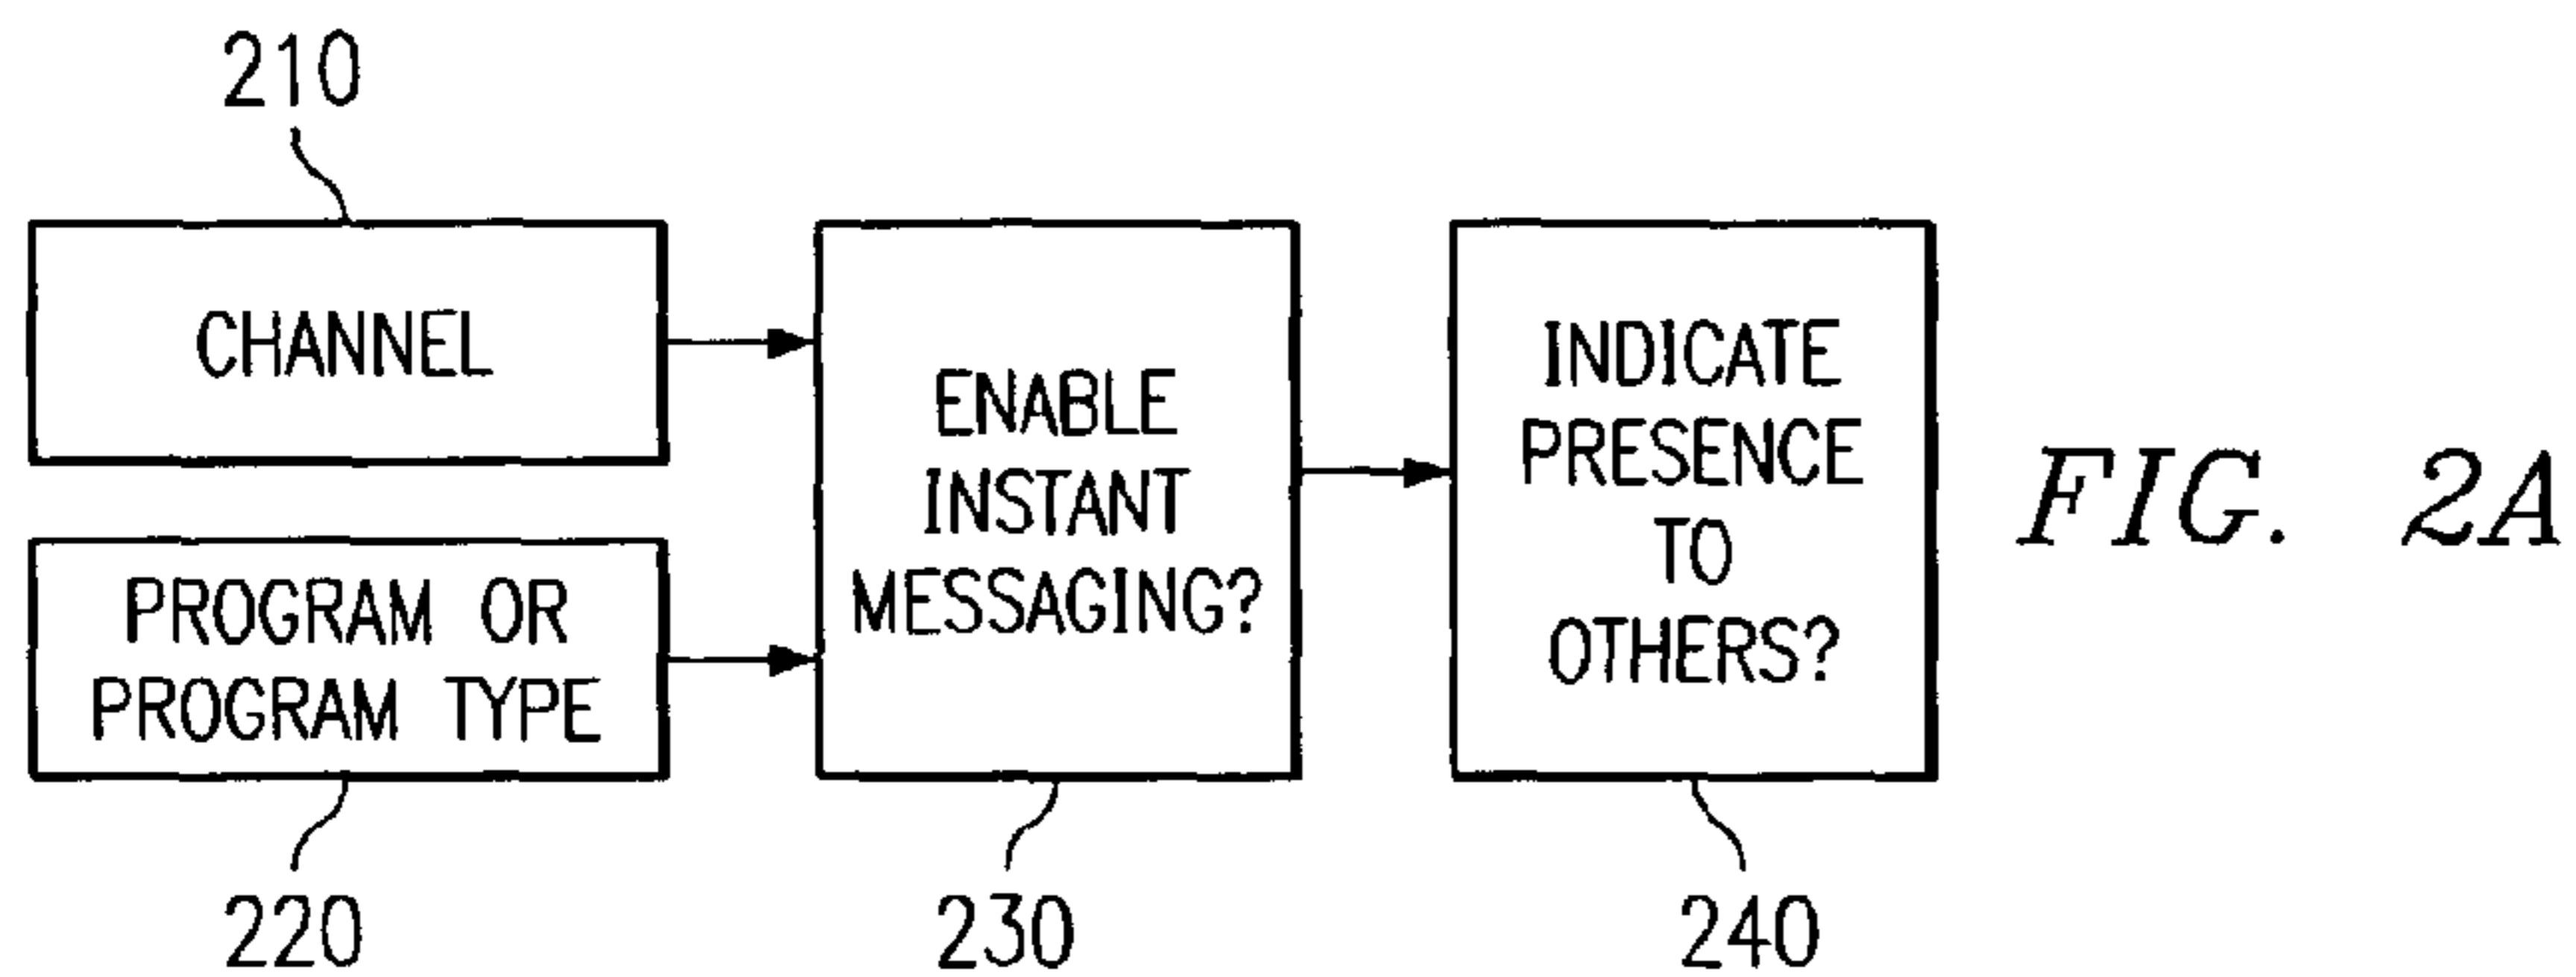 210
CHANNEL
PROGRAM OR
PROGRAM TYPE
220
ENABLE
INSTANT
MESSAGING?
230
INDICATE
PRESENCE
TO
OTHERS?
240
FIG. 2A